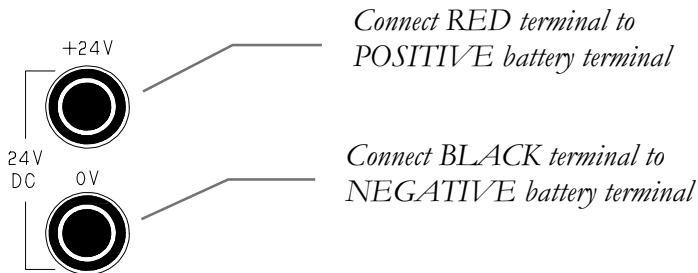 +24V
Connect RED terminal to
POSITIVE battery terminal
24V
DC
0V
Connect BLACK terminal to
NEGATIVE battery terminal